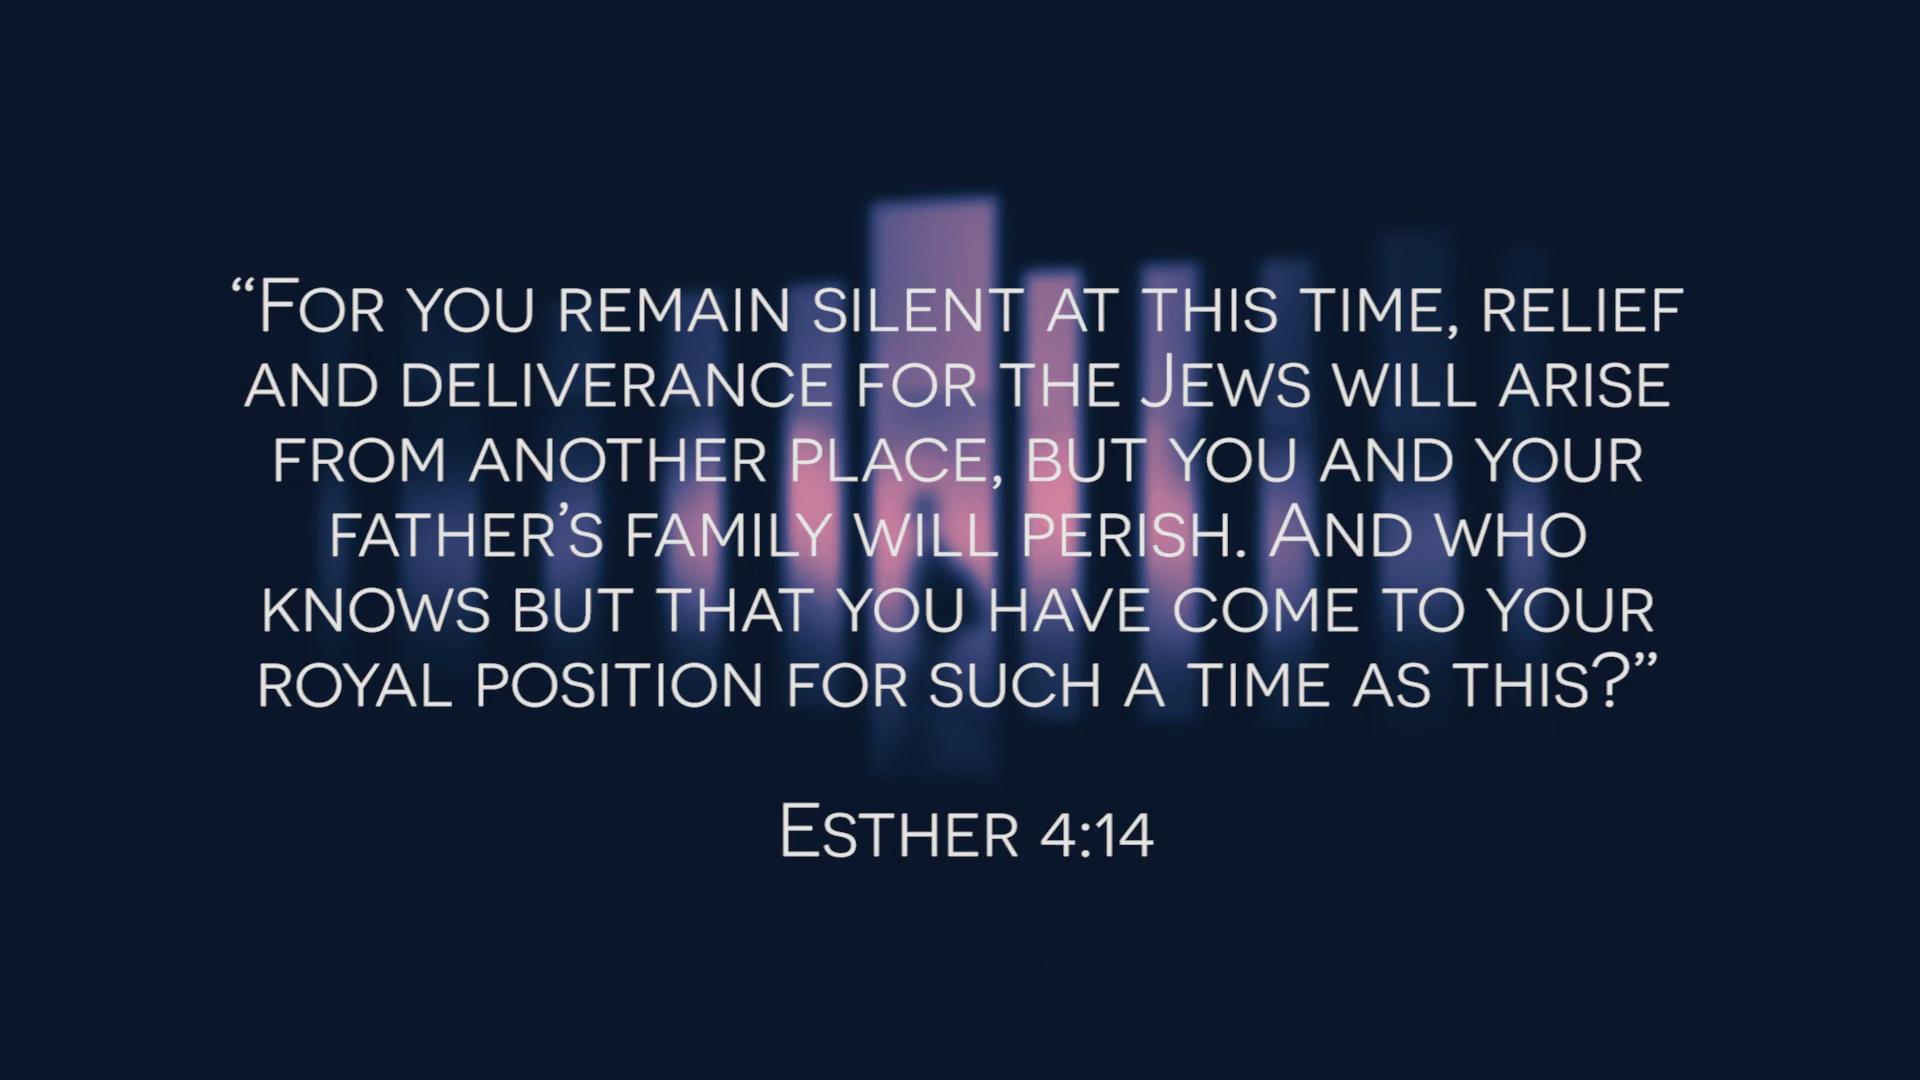 “For you remain silent at this time, relief
and deliverance for the Jews will arise
from another place, but you and your
father’s family will perish. And who
knows but that you have come to your
royal position for such a time as this?”
Esther 4:14